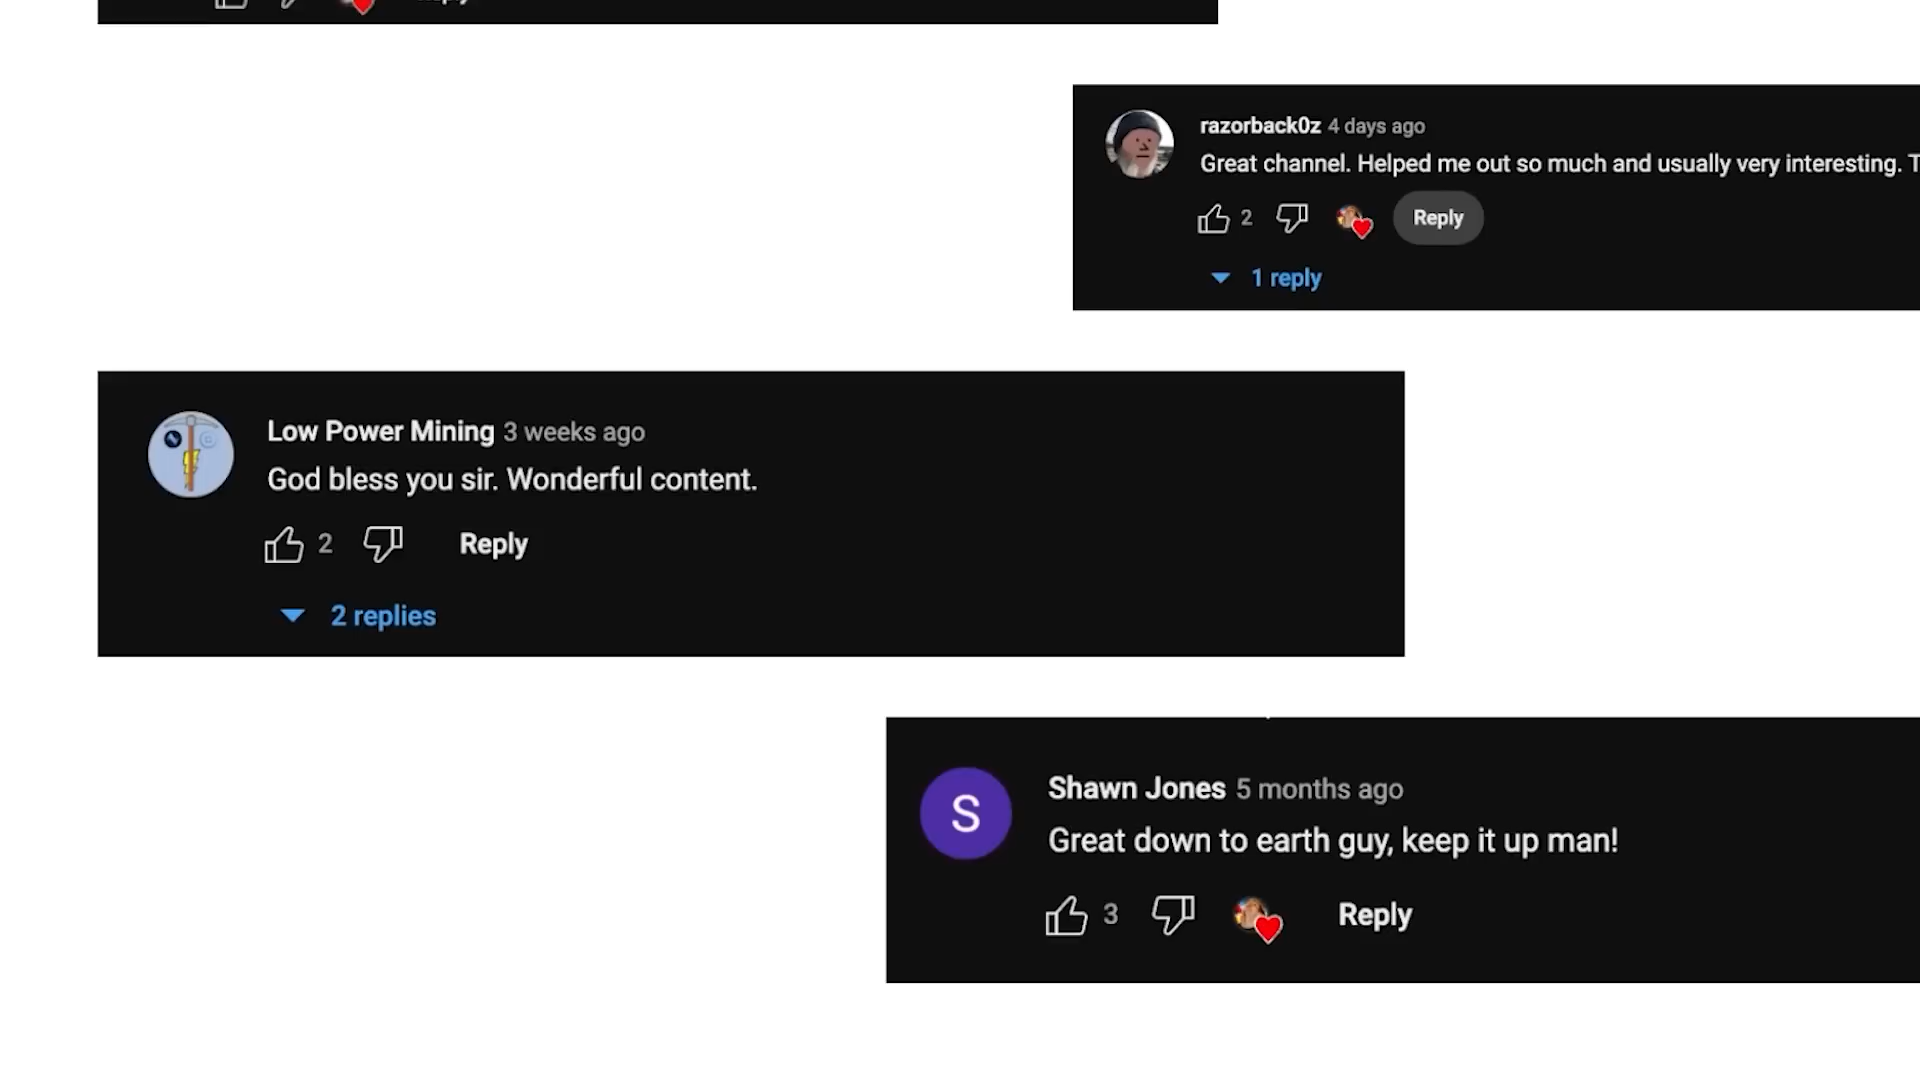 razorback0z 4 days ago
Great channel. Helped me out so much and usually very interesting. T
2 Reply
1 reply
Low Power Mining 3 weeks ago
God bless you sir. Wonderful content.
2 Reply
2 replies
S
Shawn Jones 5 months ago
Great down to earth guy, keep it up man!
3 Reply